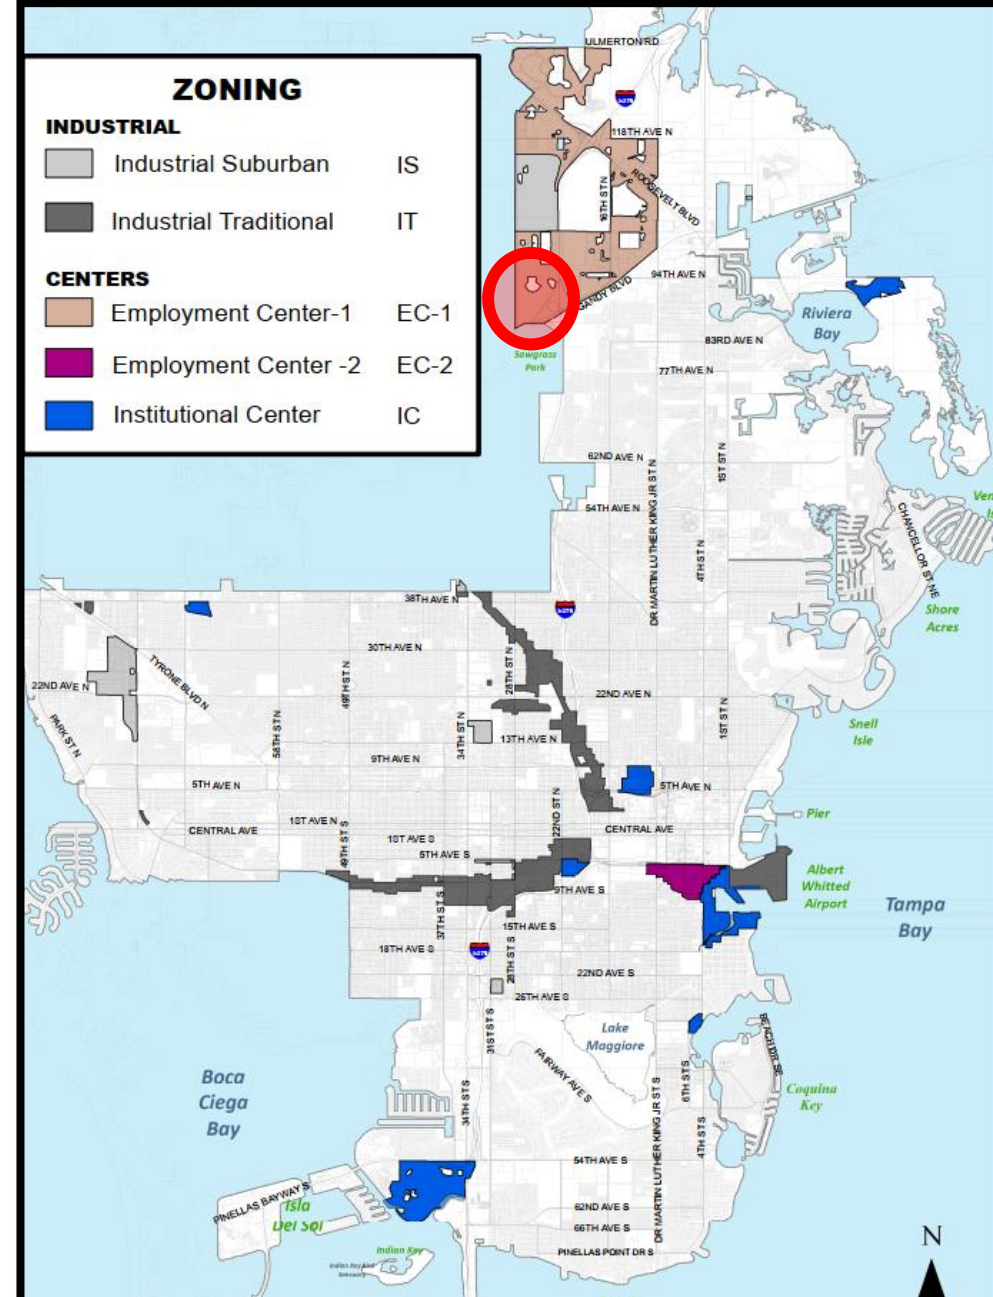 ZONING
INDUSTRIAL
Industrial Suburban IS
Industrial Traditional IT
CENTERS
Employment Center-1 EC-1
Employment Center -2 EC-2
Institutional Center IC
ULMERTON RD
118TH AVE N
ROOSEVELT BLVD
16TH ST N
94TH AVE N
GANDY BLVD
Riviera
Bay
83RD AVE N
Sawgrass
Park
77TH AVE N
62ND AVE N
1ST ST N
54TH AVE N
DR MARTIN LUTHER KING JR ST N
4TH ST N
CHANCELLOR ST NE
Shore
Acres
38TH AVE N
30TH AVE N
TYRONE BLVD N
22ND AVE N
49TH ST N
28TH ST N
22ND AVE N
PARK ST N
58TH ST N
34TH ST N
13TH AVE N
1ST ST N
Snell
Isle
9TH AVE N
5TH AVE N
5TH AVE N
22ND ST N
Pier
1ST AVE N
CENTRAL AVE
CENTRAL AVE
49TH ST S
1ST AVE S
5TH AVE S
Albert
Whitted
Airport
9TH AVE S
37TH ST S
15TH AVE S
Tampa
Bay
18TH AVE S
28TH ST S
22ND AVE S
26TH AVE S
Lake
Maggiore
31ST ST S
BEACH DR SE
FAIRWAY AVE S
6TH ST S
Boca
Ciega
Bay
34TH ST S
Coquina
Key
DR MARTIN LUTHER KING JR ST S
4TH ST S
54TH AVE S
PINELLAS BAYWAY S
Isla
Del Sol
62ND AVE S
66TH AVE S
Indian Key
PINELLAS POINT DR S
N